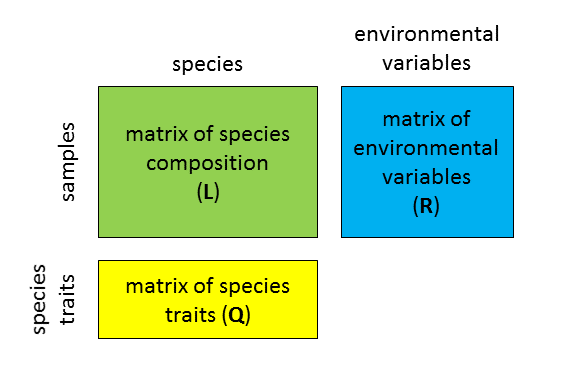 environmental
variables
species
samples
matrix of species
composition
(L)
matrix of
environmental
variables
(R)
species
traits
matrix of species
traits (Q)